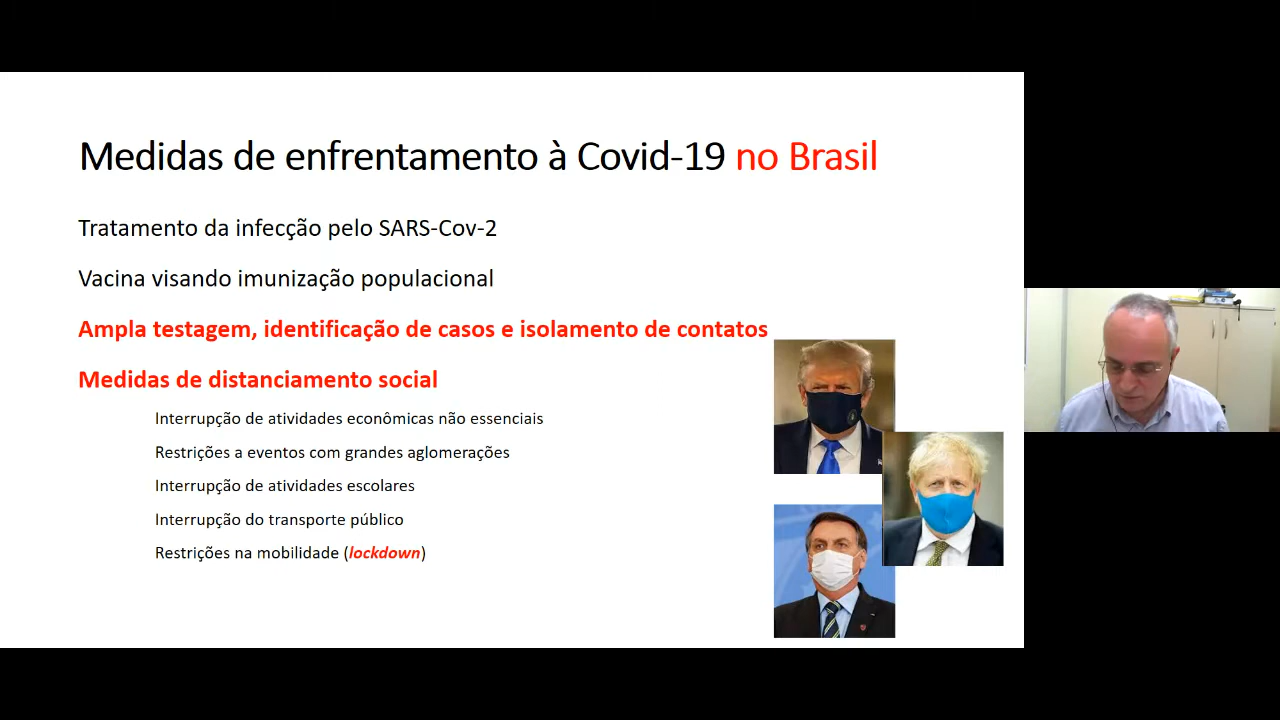 Medidas de enfrentamento à Covid-19 no Brasil
Tratamento da infecção pelo SARS-Cov-2
Vacina visando imunização populacional
Ampla testagem, identificação de casos e isolamento de contatos
Medidas de distanciamento social
Interrupção de atividades econômicas não essenciais
Restrições a eventos com grandes aglomerações
Interrupção de atividades escolares
Interrupção do transporte público
Restrições na mobilidade (lockdown)